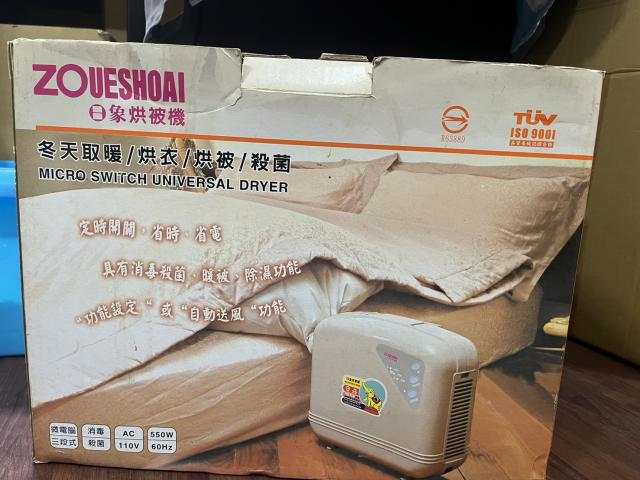 ZOUESHOAI
日象烘被機
R63889
TÜV
ISO 9001
冬天取暖/烘衣/烘被/殺菌
MICRO SWITCH UNIVERSAL DRYER
定時開關﹐省時、省電
具有消毒殺菌、暖被、除濕功能
"功能設定"或"自動送風"功能
ZOUESHOAI
微電腦
三段式
消毒
殺菌
AC
110V
550W
60Hz